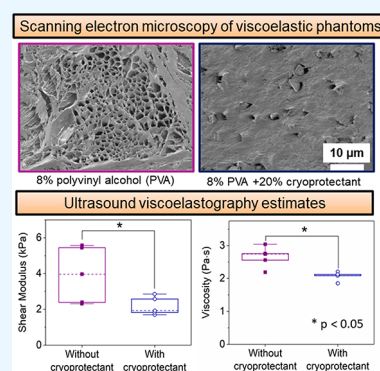 Scanning electron microscopy of viscoelastic phantoms
10 μm
8% polyvinyl alcohol (PVA)
8% PVA +20% cryoprotectant
Ultrasound viscoelastography estimates
Shear Modulus (kPa)
6
4
2
0
*
Without
cryoprotectant
With
cryoprotectant
Viscosity (Pa·s)
3
2
1
0
*
* p < 0.05
Without
cryoprotectant
With
cryoprotectant